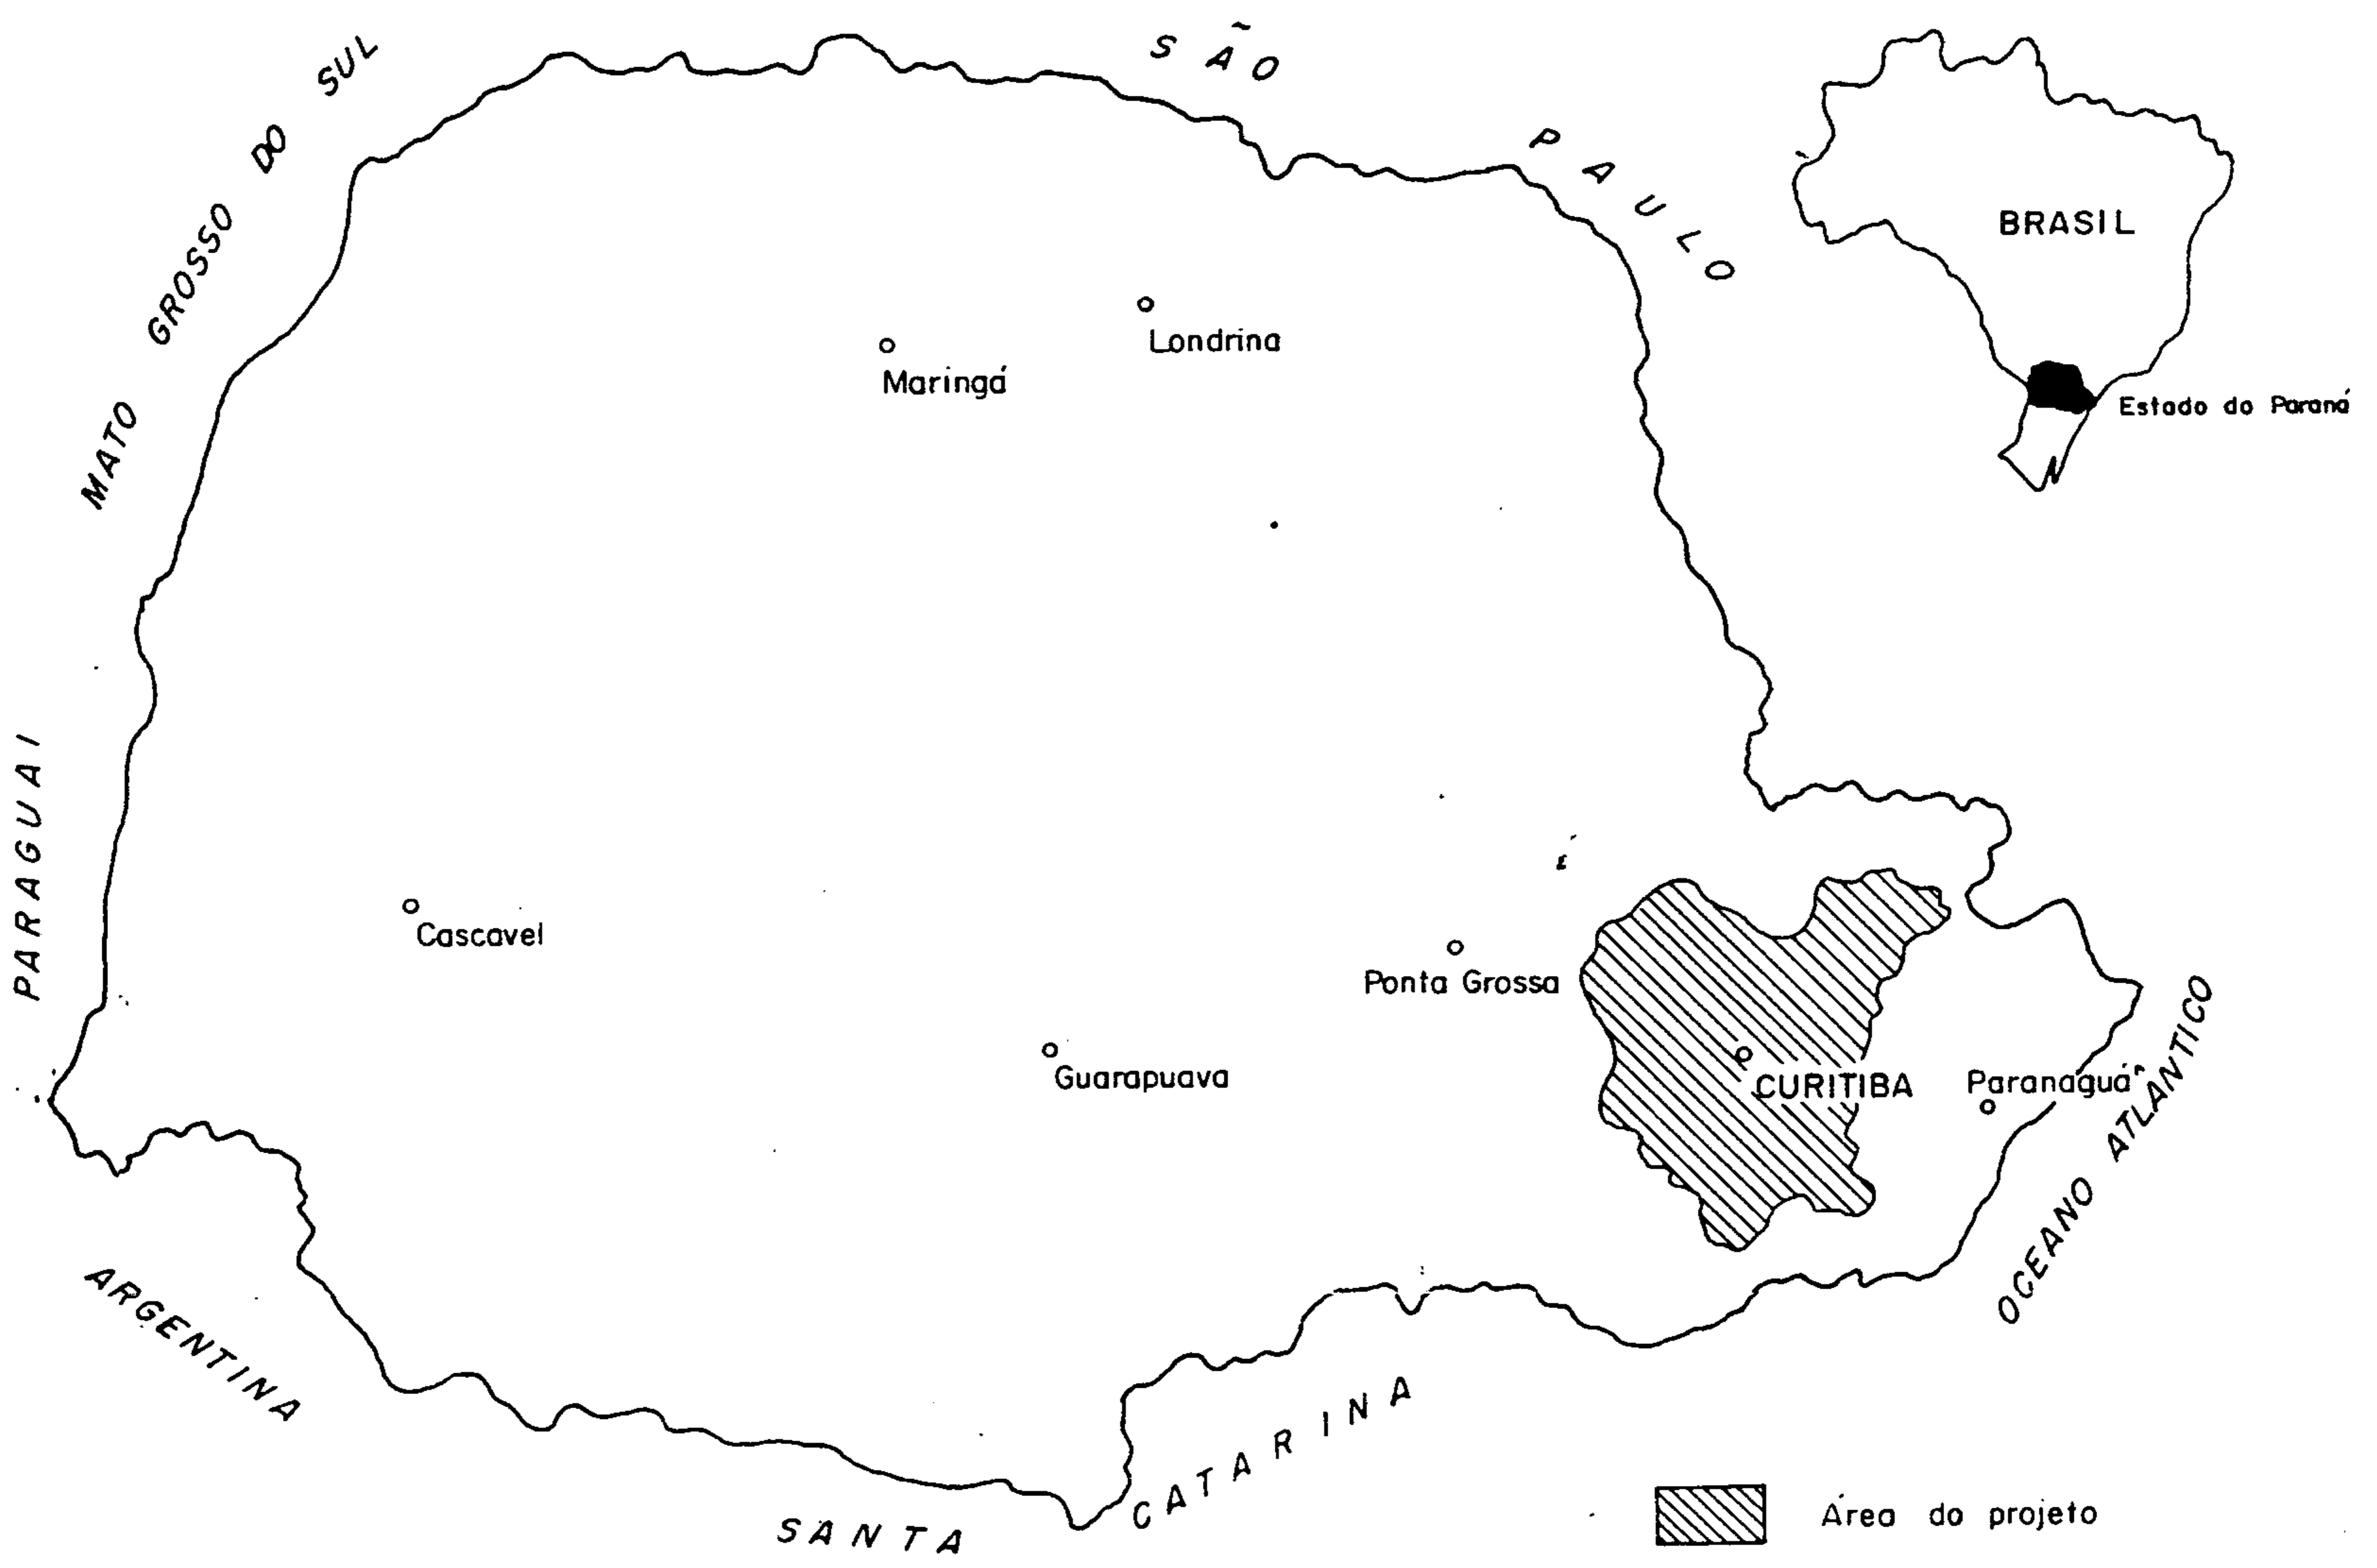 SÃO PAULO
MATO GROSSO DO SUL
BRASIL
Estado do Paraná
Londrina
Maringá
PARAGUAI
Cascavel
Ponta Grossa
Guarapuava
CURITIBA
Paranaguá
OCEANO ATLANTICO
ARGENTINA
SANTA CATARINA
Área do projeto